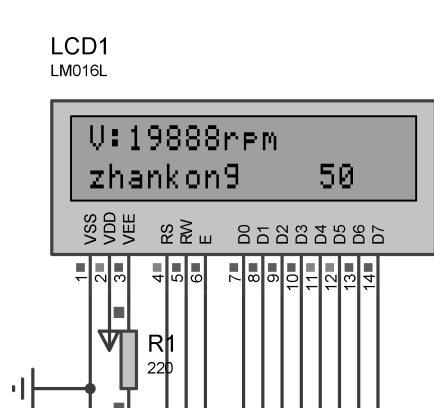 LCD1
LM016L
V:19888rpm
zhankong 50
VSS VDD VEE RS RW E D0 D1 D2 D3 D4 D5 D6 D7
1 2 3 4 5 6 7 8 9 10 11 12 13 14
R1
220